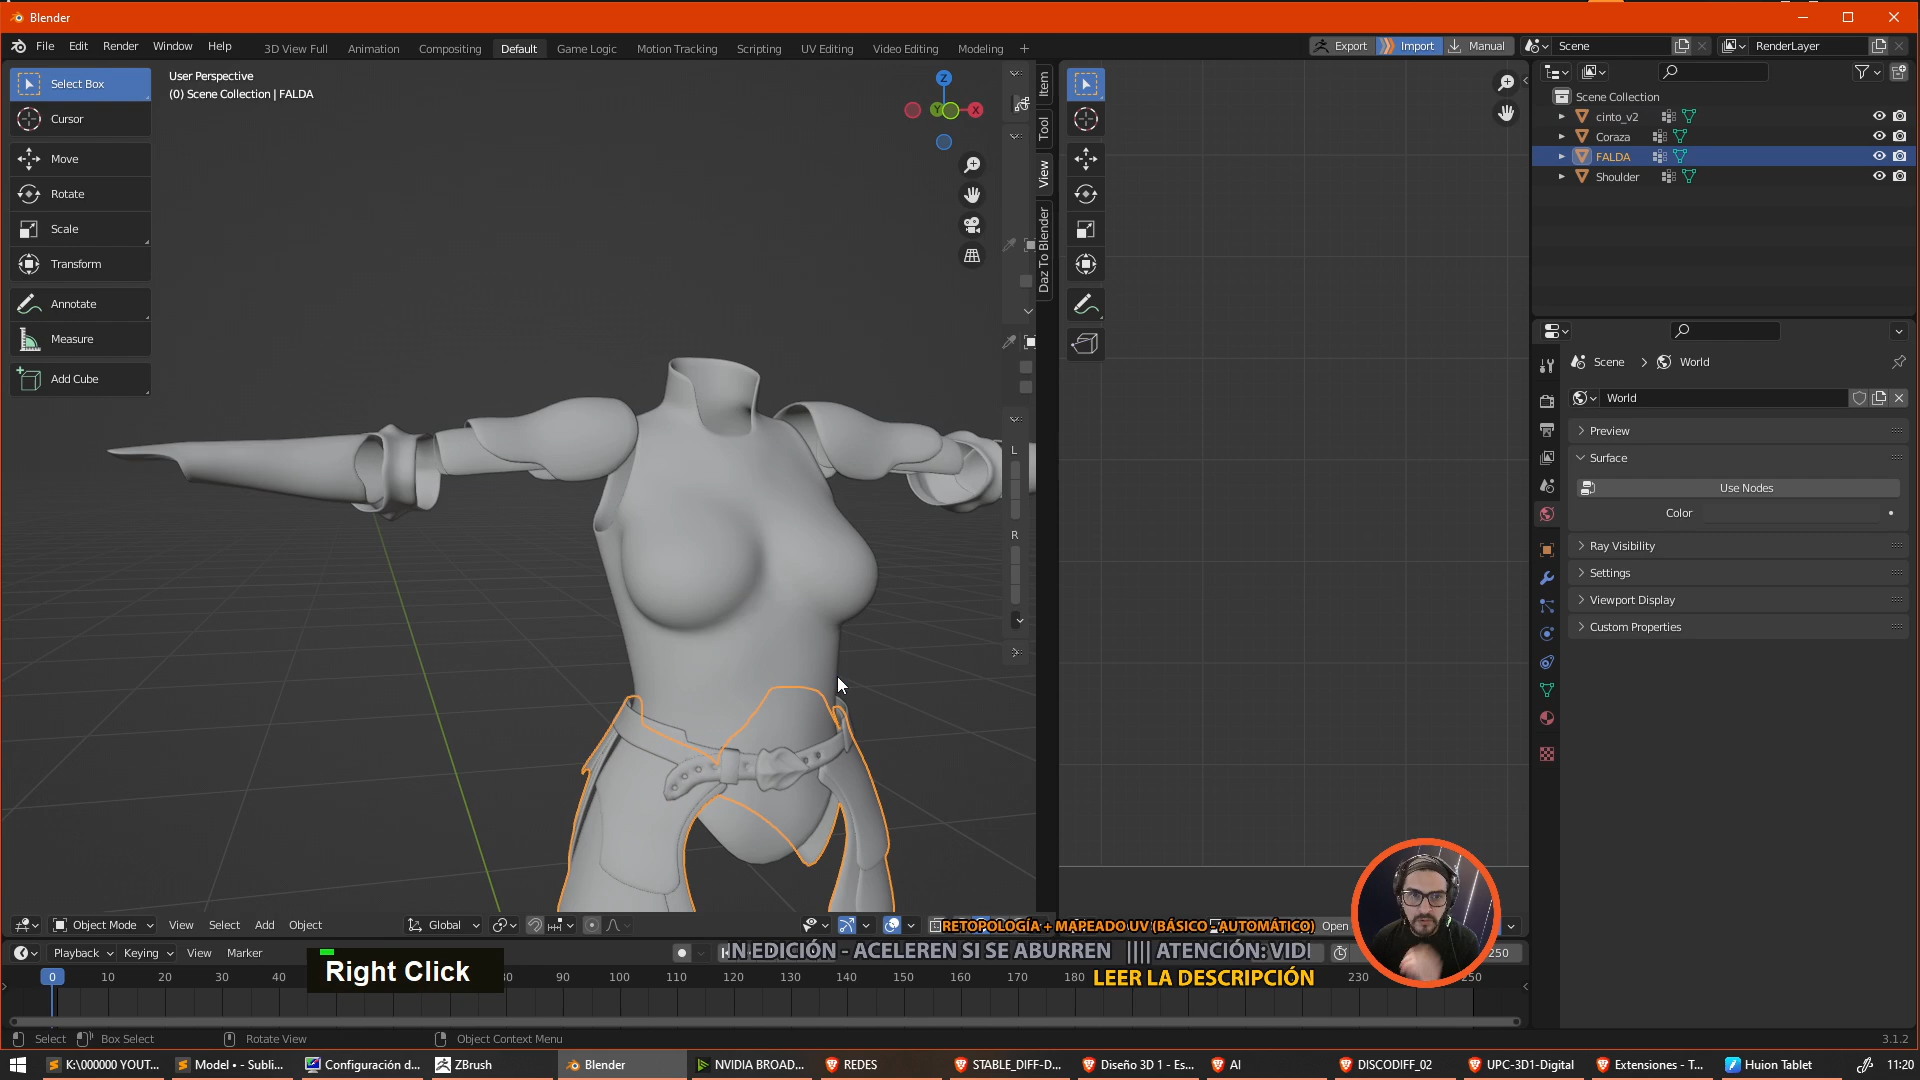 Blender
File Edit Render Window Help
3D View Full Animation Compositing Default Game Logic Motion Tracking Scripting UV Editing Video Editing Modeling
Export Import Manual Scene RenderLayer
Select Box
Cursor
Move
Rotate
Scale
Transform
Annotate
Measure
Add Cube
User Perspective
(0) Scene Collection | FALDA
Z
Y
X
Item
Tool
View
Daz To Blender
L
R
Scene Collection
cinto_v2
Coraza
FALDA
Shoulder
Scene World
World
Preview
Surface
Use Nodes
Color
Ray Visibility
Settings
Viewport Display
Custom Properties
Object Mode View Select Add Object Global
Open
RETOPOLOGÍA + MAPEADO UV (BÁSICO - AUTOMÁTICO)
Playback Keying View Marker
N EDICIÓN - ACELEREN SI SE ABURREN |||| ATENCIÓN: VIDI
250
Right Click
LEER LA DESCRIPCIÓN
0 10 20 30 40 90 100 110 120 130 140 150 160 170 180 230
Select Box Select Rotate View Object Context Menu
3.1.2
K:\000000 YOUT... Model • - Subli... Configuración d... ZBrush Blender NVIDIA BROAD... REDES STABLE_DIFF-D... Diseño 3D 1 - Es... AI DISCODIFF_02 UPC-3D1-Digital Extensiones - T... Huion Tablet 11:20